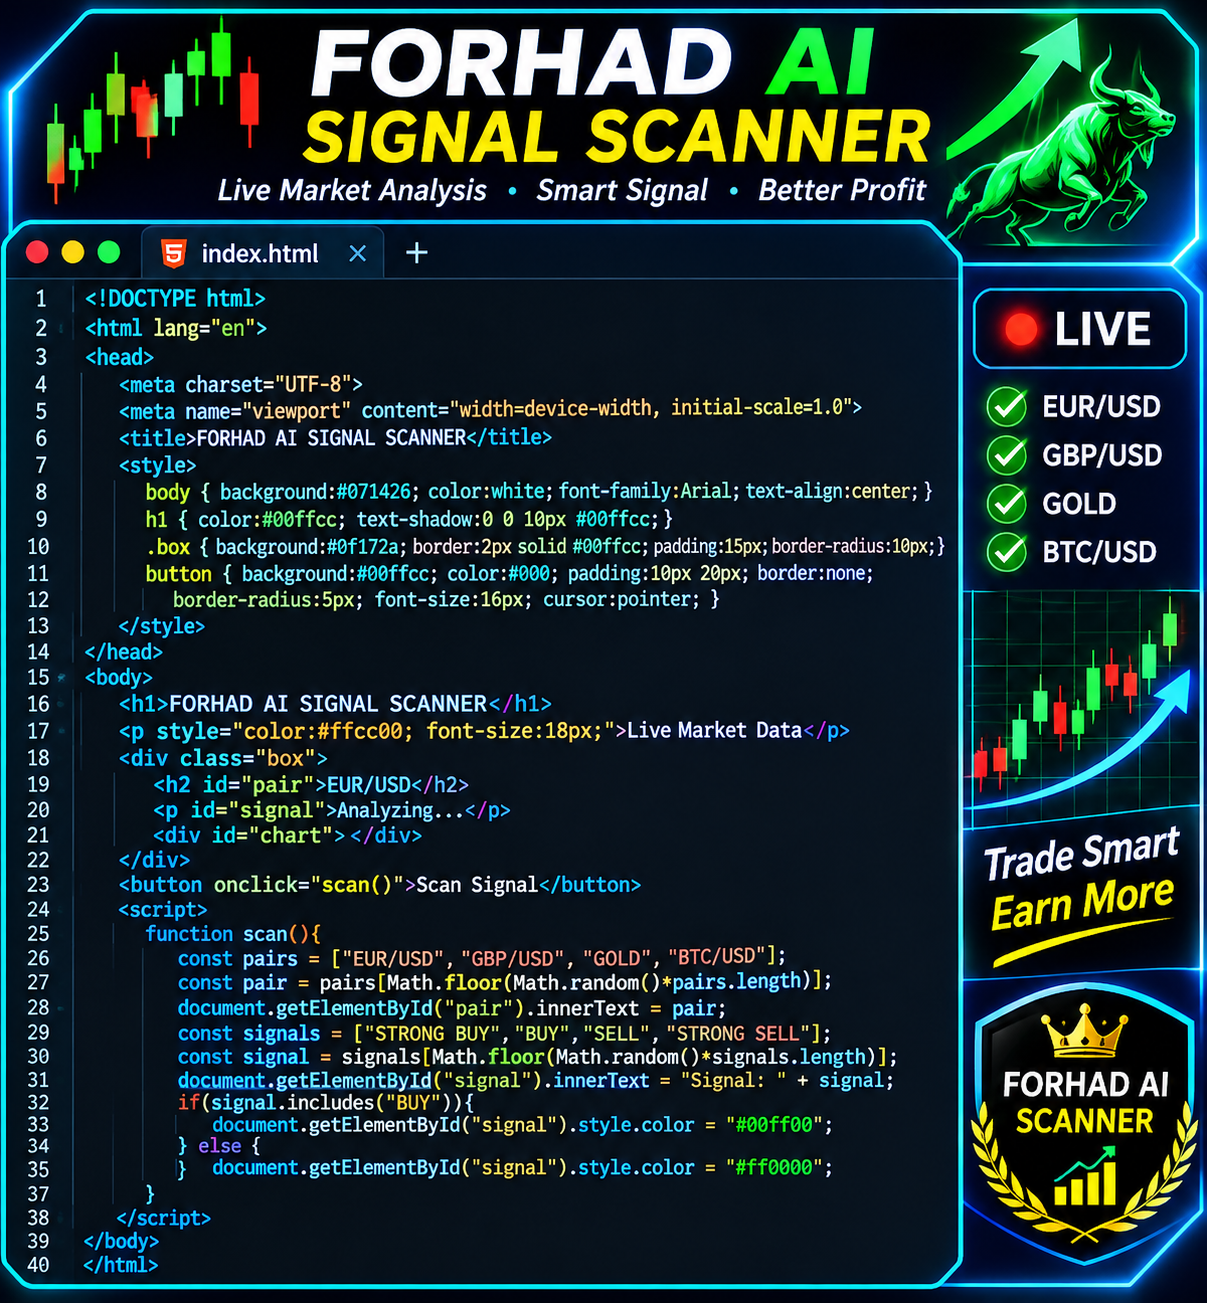 FORHAD AI
SIGNAL SCANNER
Live Market Analysis • Smart Signal • Better Profit
index.html
1 <!DOCTYPE html>
2 <html lang="en">
3 <head>
4 <meta charset="UTF-8">
5 <meta name="viewport" content="width=device-width, initial-scale=1.0">
6 <title>FORHAD AI SIGNAL SCANNER</title>
7 <style>
8 body { background:#071426; color:white; font-family:Arial; text-align:center; }
9 h1 { color:#00ffcc; text-shadow:0 0 10px #00ffcc; }
10 .box { background:#0f172a; border:2px solid #00ffcc; padding:15px; border-radius:10px; }
11 button { background:#00ffcc; color:#000; padding:10px 20px; border:none;
12 border-radius:5px; font-size:16px; cursor:pointer; }
13 </style>
14 </head>
15 <body>
16 <h1>FORHAD AI SIGNAL SCANNER</h1>
17 <p style="color:#ffcc00; font-size:18px;">Live Market Data</p>
18 <div class="box">
19 <h2 id="pair">EUR/USD</h2>
20 <p id="signal">Analyzing...</p>
21 <div id="chart"></div>
22 </div>
23 <button onclick="scan()">Scan Signal</button>
24 <script>
25 function scan(){
26 const pairs = ["EUR/USD", "GBP/USD", "GOLD", "BTC/USD"];
27 const pair = pairs[Math.floor(Math.random()*pairs.length)];
28 document.getElementById("pair").innerText = pair;
29 const signals = ["STRONG BUY","BUY","SELL", "STRONG SELL"];
30 const signal = signals[Math.floor(Math.random()*signals.length)];
31 document.getElementById("signal").innerText = "Signal: " + signal;
32 if(signal.includes("BUY")){
33 document.getElementById("signal").style.color = "#00ff00";
34 } else {
35 } document.getElementById("signal").style.color = "#ff0000";
37 }
38 </script>
39 </body>
40 </html>
LIVE
EUR/USD
GBP/USD
GOLD
BTC/USD
Trade Smart
Earn More
FORHAD AI
SCANNER